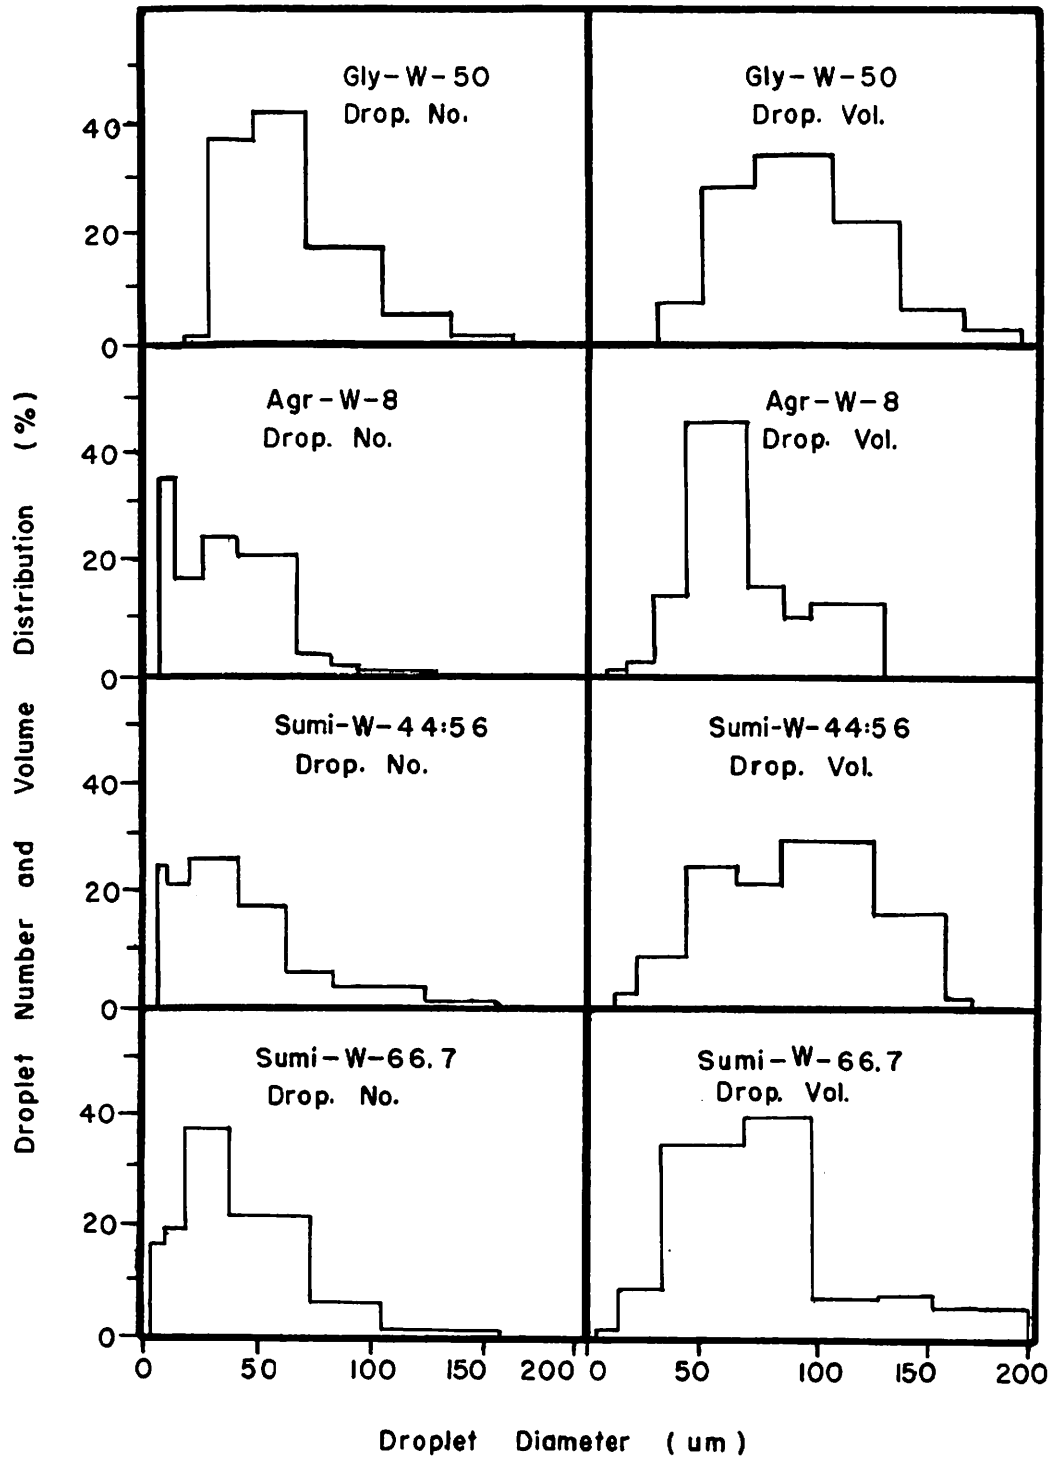 Gly-W-50
Drop. No.
Gly-W-50
Drop. Vol.
40
20
0
Agr-W-8
Drop. No.
Agr-W-8
Drop. Vol.
40
20
0
Sumi-W-44:56
Drop. No.
Sumi-W-44:56
Drop. Vol.
40
20
0
Sumi-W-66.7
Drop. No.
Sumi-W-66.7
Drop. Vol.
40
20
0
0 50 100 150 200 0 50 100 150 200
Droplet Diameter (um)
Droplet Number and Volume Distribution (%)